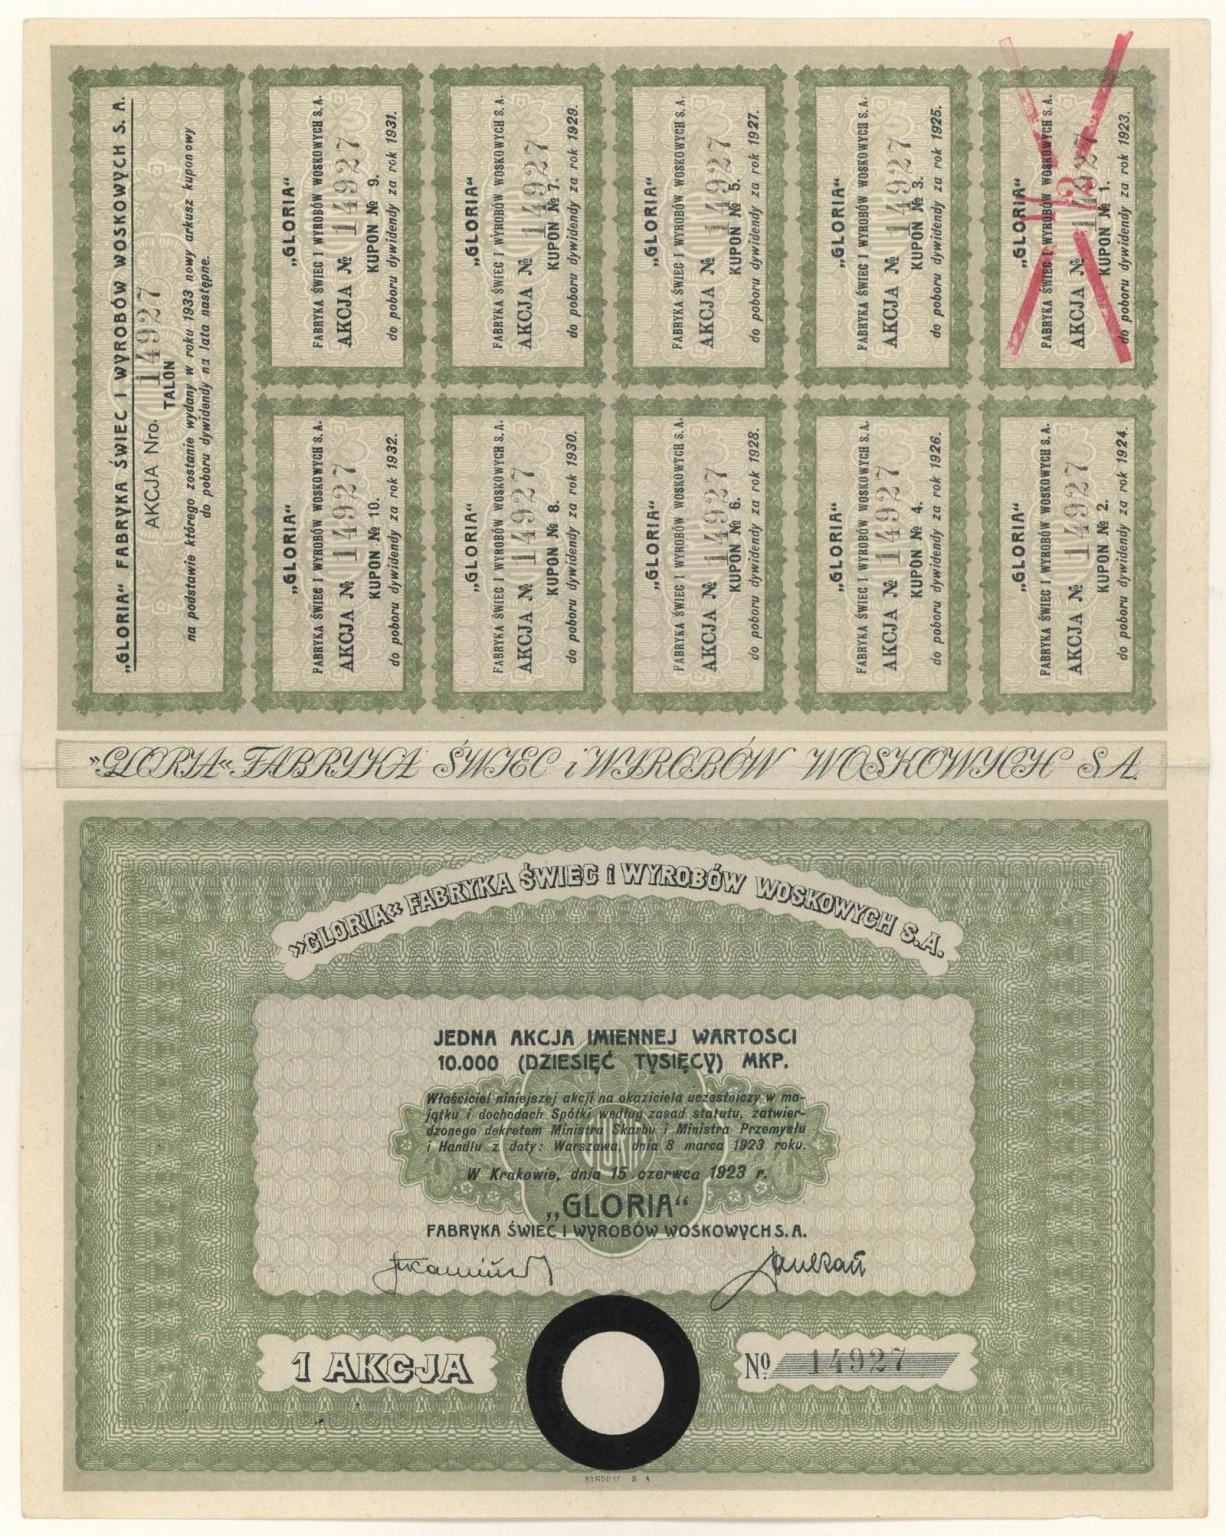 „GLORIA“ FABRYKA ŚWIEC I WYROBÓW WOSKOWYCH S. A.
AKCJA Nro. 14927
TALON
na podstawie którego zostanie wydany w roku 1933 nowy arkusz kuponowy
do poboru dywidendy na lata następne.
„GLORIA“
FABRYKA ŚWIEC I WYROBÓW WOSKOWYCH S.A.
AKCJA № 14927
KUPON № 9.
do poboru dywidendy za rok 1931.
„GLORIA“
FABRYKA ŚWIEC I WYROBÓW WOSKOWYCH S.A.
AKCJA № 14927
KUPON № 7.
do poboru dywidendy za rok 1929.
„GLORIA“
FABRYKA ŚWIEC I WYROBÓW WOSKOWYCH S.A.
AKCJA № 14927
KUPON № 5.
do poboru dywidendy za rok 1927.
„GLORIA“
FABRYKA ŚWIEC I WYROBÓW WOSKOWYCH S.A.
AKCJA № 14927
KUPON № 3.
do poboru dywidendy za rok 1925.
„GLORIA“
FABRYKA ŚWIEC I WYROBÓW WOSKOWYCH S.A.
AKCJA № 14927
KUPON № 1.
do poboru dywidendy za rok 1923.
„GLORIA“
FABRYKA ŚWIEC I WYROBÓW WOSKOWYCH S.A.
AKCJA № 14927
KUPON № 10.
do poboru dywidendy za rok 1932.
„GLORIA“
FABRYKA ŚWIEC I WYROBÓW WOSKOWYCH S.A.
AKCJA № 14927
KUPON № 8.
do poboru dywidendy za rok 1930.
„GLORIA“
FABRYKA ŚWIEC I WYROBÓW WOSKOWYCH S.A.
AKCJA № 14927
KUPON № 6.
do poboru dywidendy za rok 1928.
„GLORIA“
FABRYKA ŚWIEC I WYROBÓW WOSKOWYCH S.A.
AKCJA № 14927
KUPON № 4.
do poboru dywidendy za rok 1926.
„GLORIA“
FABRYKA ŚWIEC I WYROBÓW WOSKOWYCH S.A.
AKCJA № 14927
KUPON № 2.
do poboru dywidendy za rok 1924.
»GLORIA« FABRYKA ŚWIEC i WYROBÓW WOSKOWYCH S.A.
»GLORIA« FABRYKA ŚWIEC i WYROBÓW WOSKOWYCH S.A.
JEDNA AKCJA IMIENNEJ WARTOSCI
10.000 (DZIESIĘĆ TYSIĘCY) MKP.
Właściciel niniejszej akcji na okaziciela uczestniczy w ma-
jątku i dochodach Spółki według zasad statutu, zatwier-
dzonego dekretem Ministra Skarbu i Ministra Przemysłu
i Handlu z daty: Warszawa, dnia 8 marca 1923 roku.
W Krakowie, dnia 15 czerwca 1923 r.
„GLORIA“
FABRYKA ŚWIEC I WYROBÓW WOSKOWYCH S.A.
1 AKCJA
No. 14927